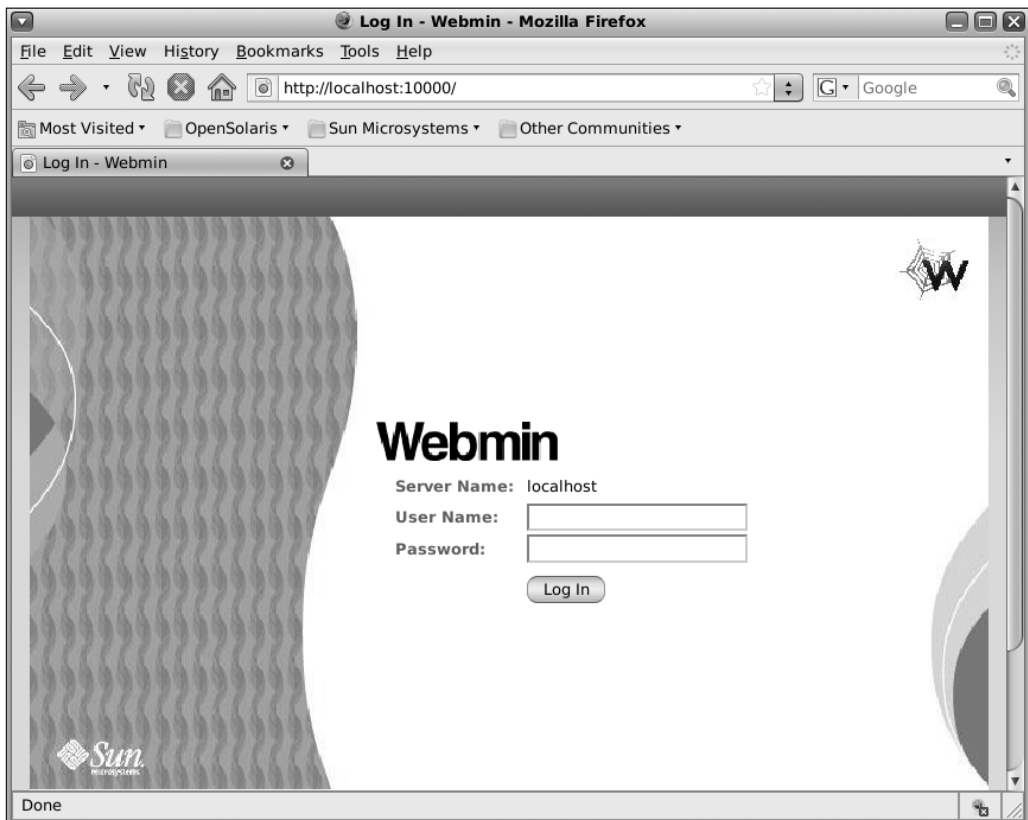 Log In - Webmin - Mozilla Firefox
File Edit View History Bookmarks Tools Help
http://localhost:10000/
G Google
Most Visited OpenSolaris Sun Microsystems Other Communities
Log In - Webmin
W
Webmin
Server Name: localhost
User Name:
Password:
Log In
Sun
microsystems
Done